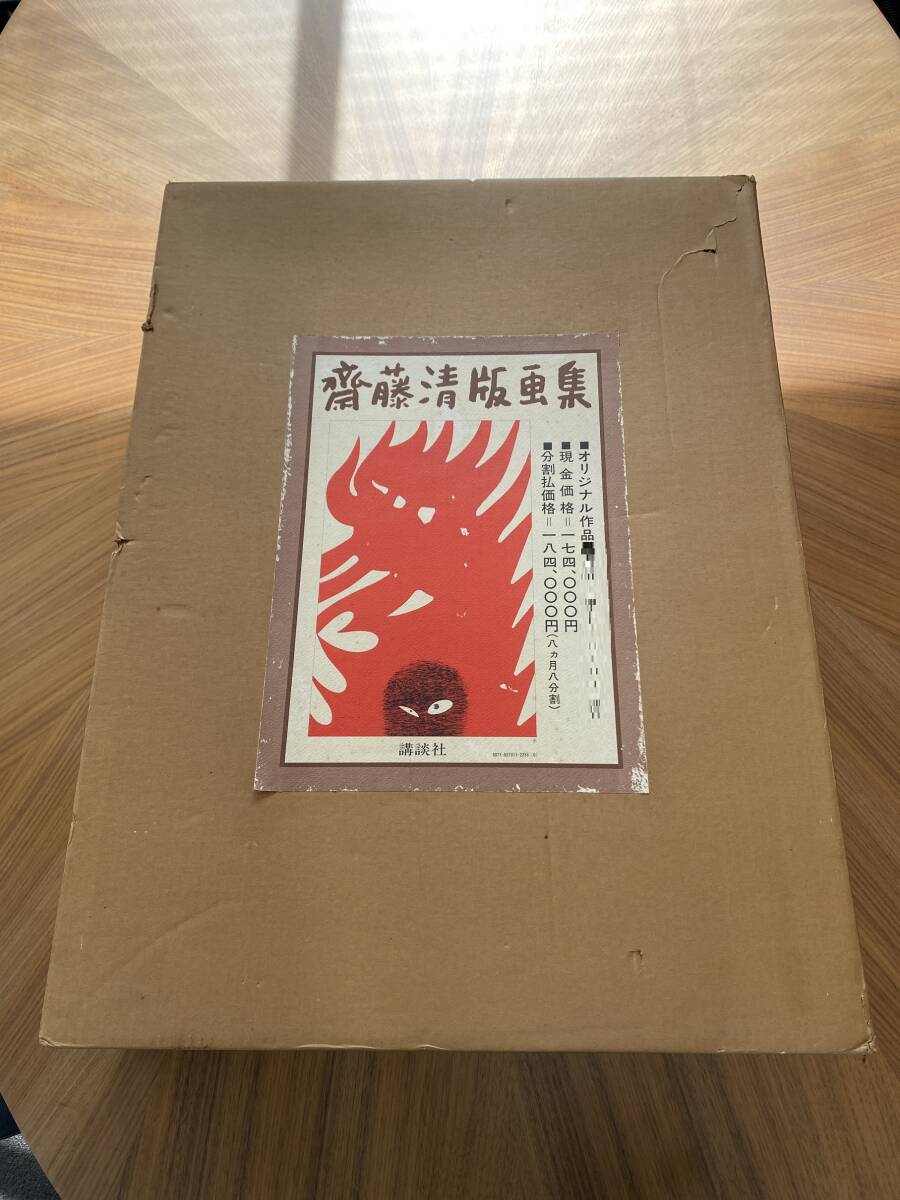 齋藤清版画集
■オリジナル作品
■現金価格＝一七四、〇〇〇円
■分割払価格＝一八四、〇〇〇円(八ヵ月八分割)
講談社